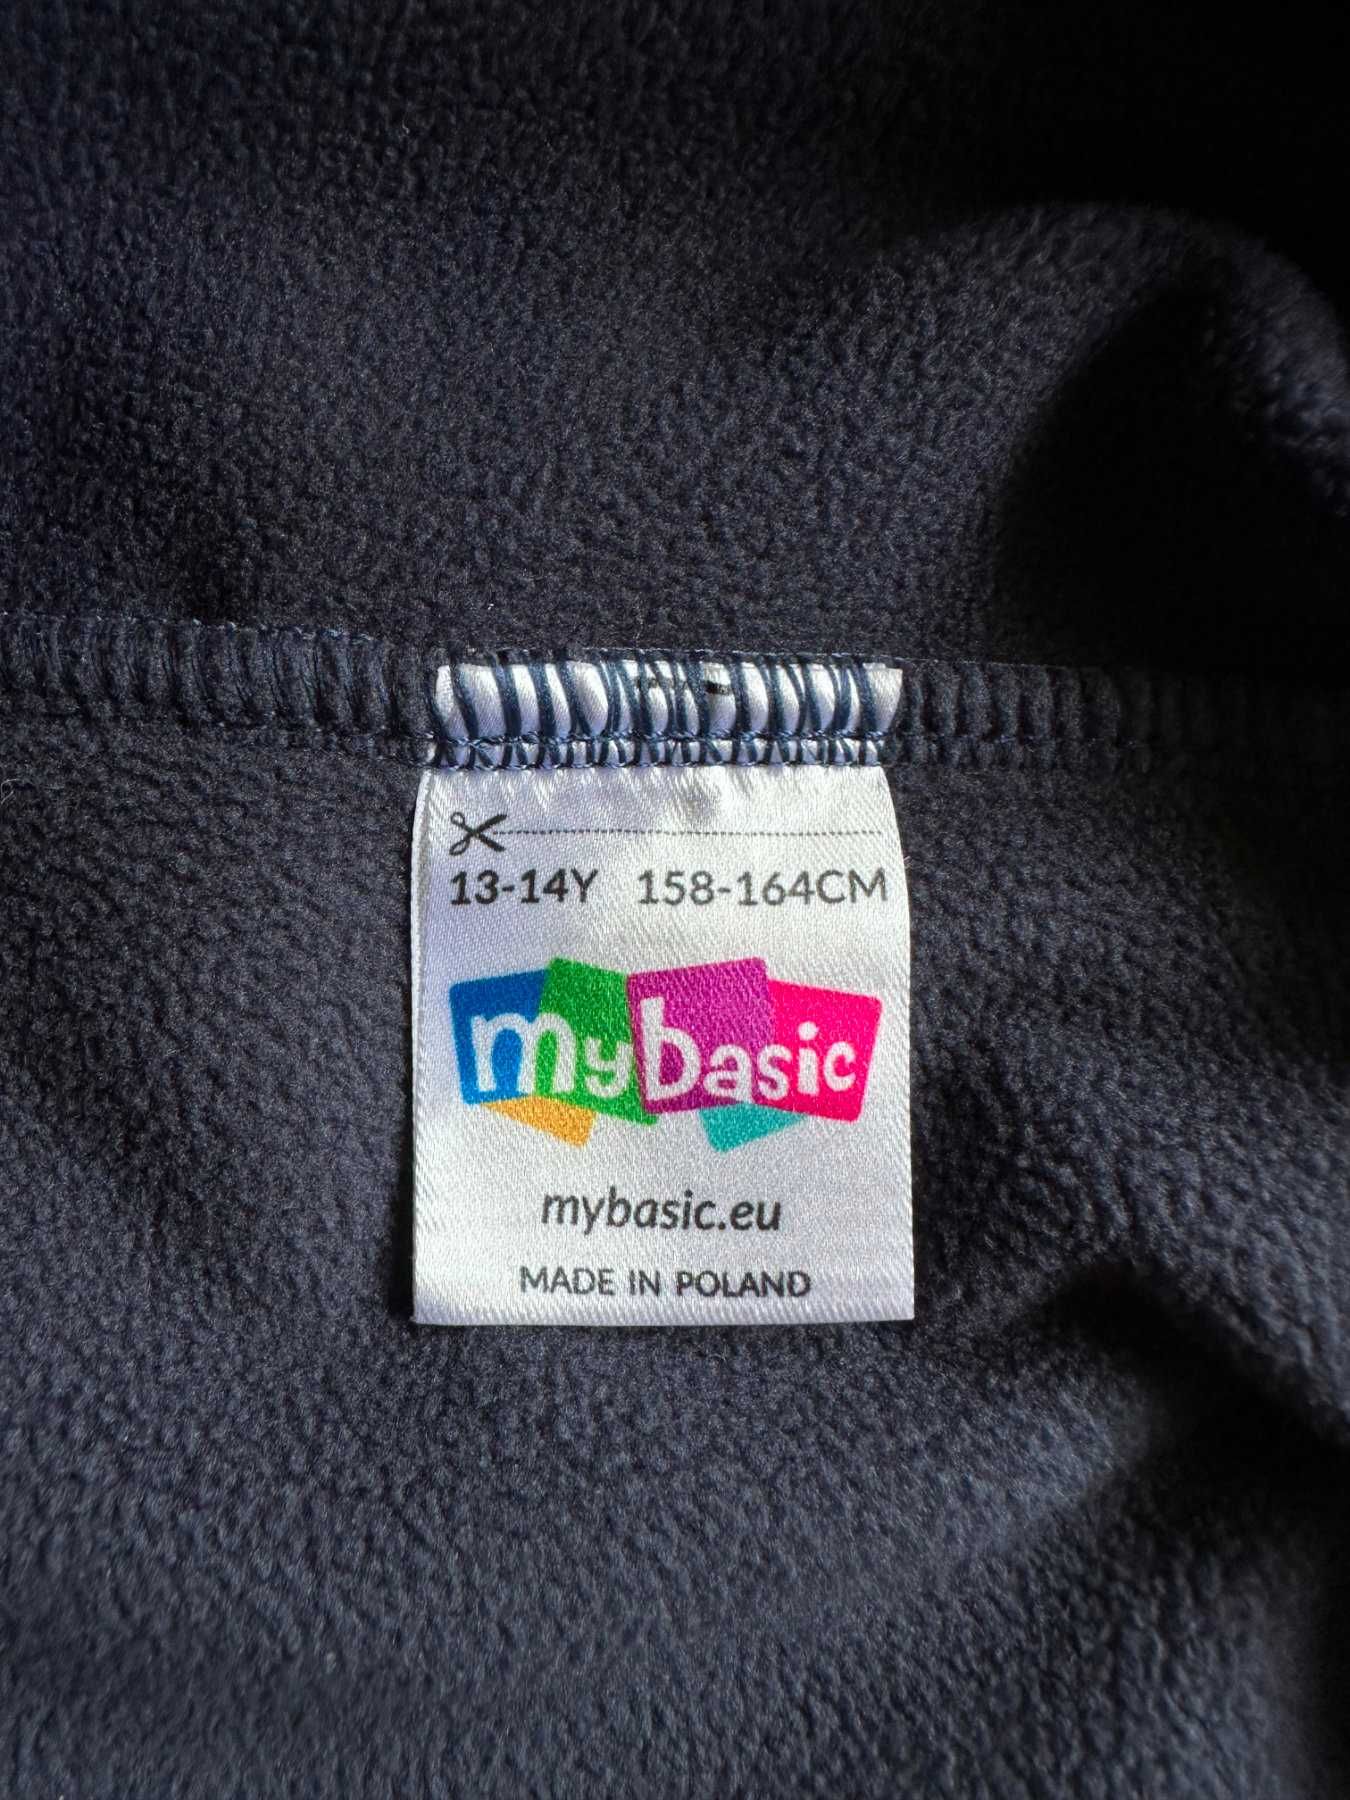 13-14Y 158-164CM
mybasic
mybasic.eu
MADE IN POLAND